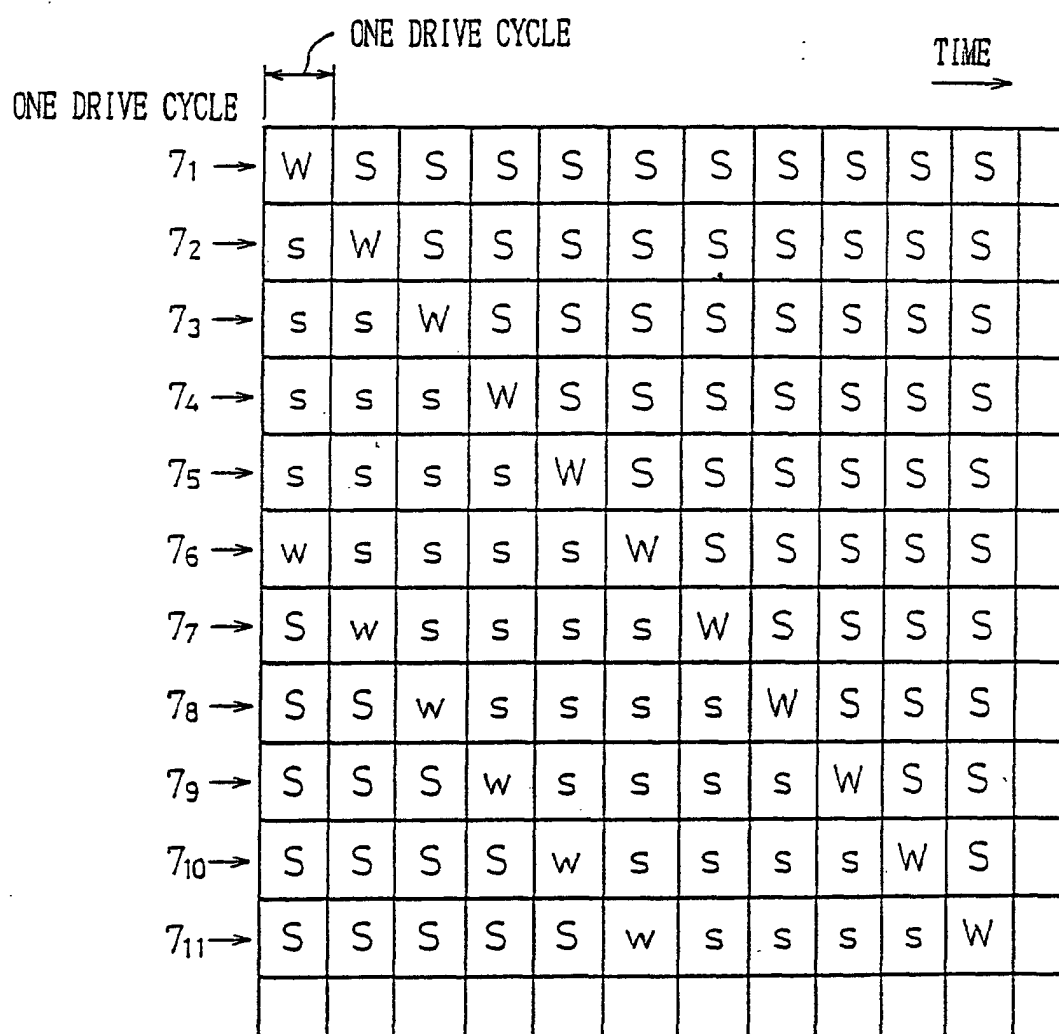 ONE DRIVE CYCLE
TIME
ONE DRIVE CYCLE
7₁ W S S S S S S S S S S
7₂ s W S S S S S S S S S
7₃ s s W S S S S S S S S
7₄ s s s W S S S S S S S
7₅ s s s s W S S S S S S
7₆ w s s s s W S S S S S
7₇ S w s s s s W S S S S
7₈ S S w s s s s W S S S
7₉ S S S w s s s s W S S
7₁₀ S S S S w s s s s W S
7₁₁ S S S S S w s s s s W